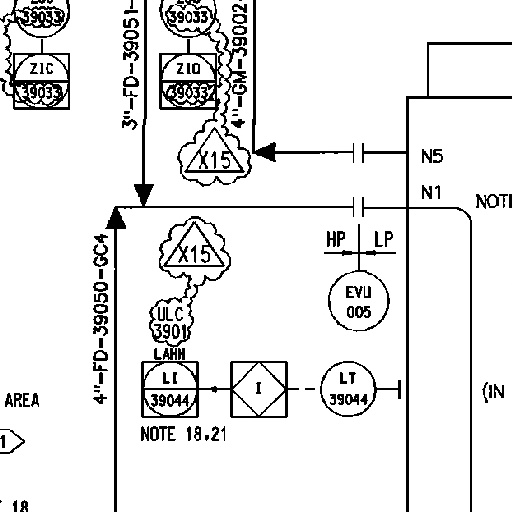 39033
39033
ZIC
39033
ZIO
39033
3"-FD-39051-
4"-GM-39002-
X15
N5
N1
NOTE
X15
HP
LP
EVU
005
ULC
3901
4"-FD-39050-GC4
LAHH
LI
39044
I
LT
39044
AREA
(IN
1
NOTE 18,21
18